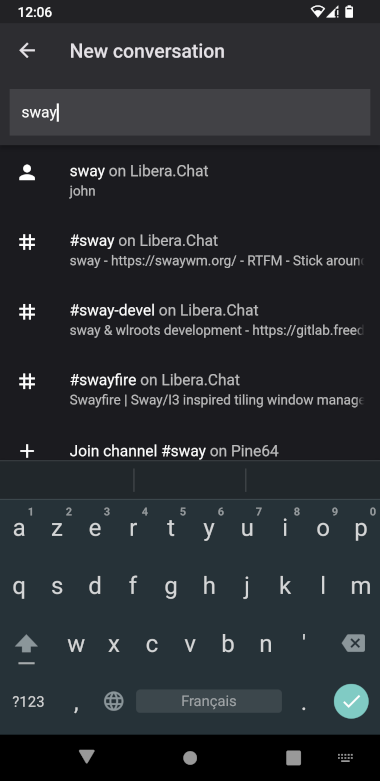 12:06
New conversation
sway
sway on Libera.Chat
john
#sway on Libera.Chat
sway - https://swaywm.org/ - RTFM - Stick aroun
#sway-devel on Libera.Chat
sway & wlroots development - https://gitlab.freed
#swayfire on Libera.Chat
Swayfire | Sway/I3 inspired tiling window manage
Join channel #sway on Pine64
1 2 3 4 5 6 7 8 9 0
a z e r t y u i o p
q s d f g h j k l m
w x c v b n '
?123 , Français .